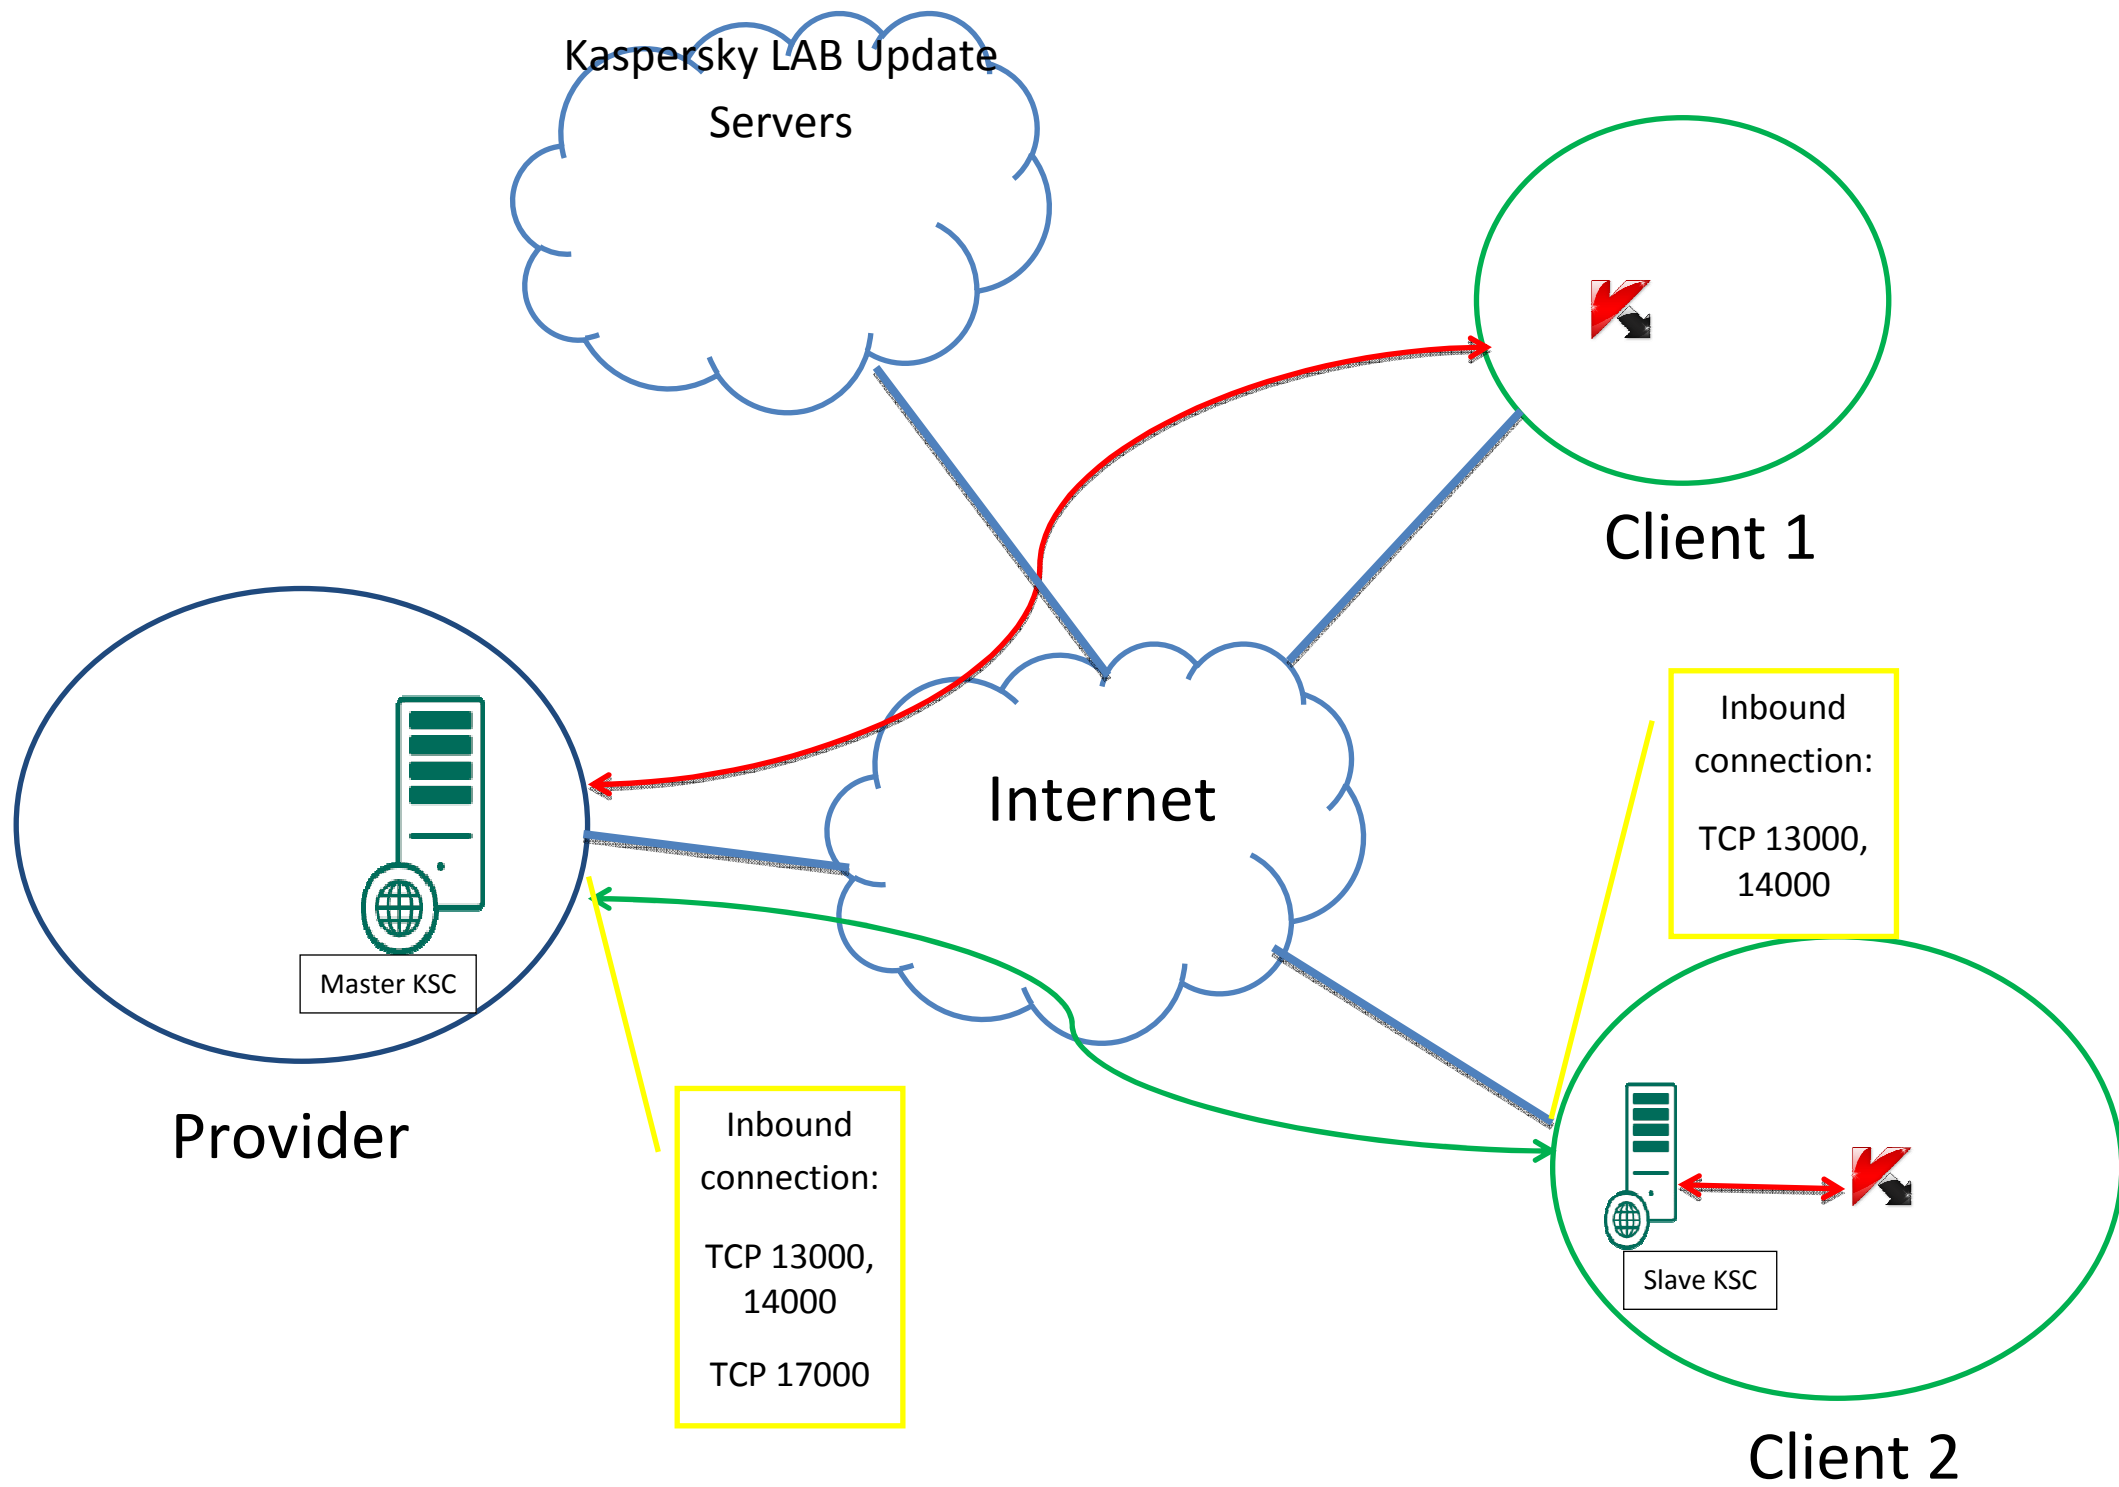 Kaspersky LAB Update
Servers
Client 1
Inbound
connection:
TCP 13000,
14000
Internet
Master KSC
Provider
Inbound
connection:
TCP 13000,
14000
TCP 17000
Slave KSC
Client 2